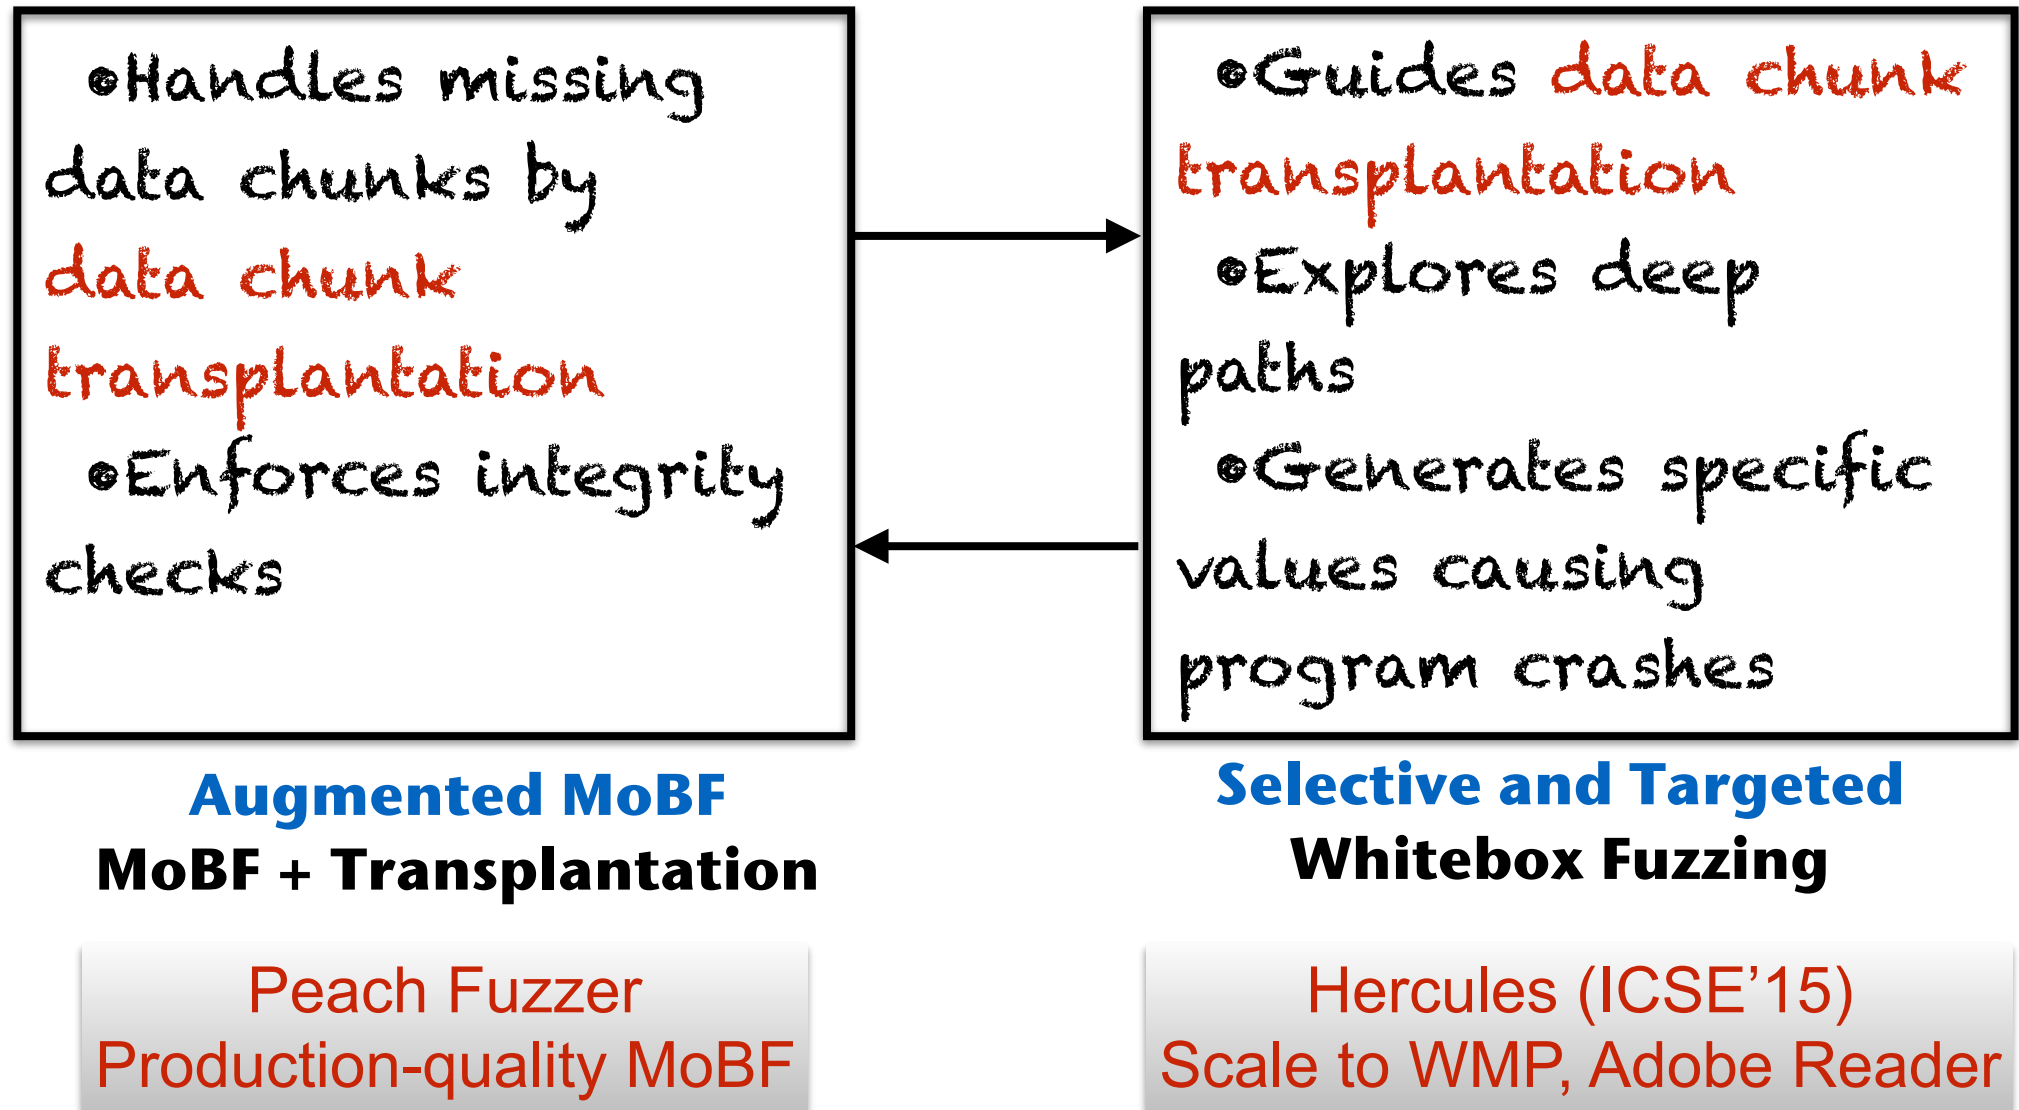 •Handles missing
data chunks by
data chunk
transplantation
•Enforces integrity
checks
•Guides data chunk
transplantation
•Explores deep
paths
•Generates specific
values causing
program crashes
Augmented MoBF
MoBF + Transplantation
Selective and Targeted
Whitebox Fuzzing
Peach Fuzzer
Production-quality MoBF
Hercules (ICSE’15)
Scale to WMP, Adobe Reader